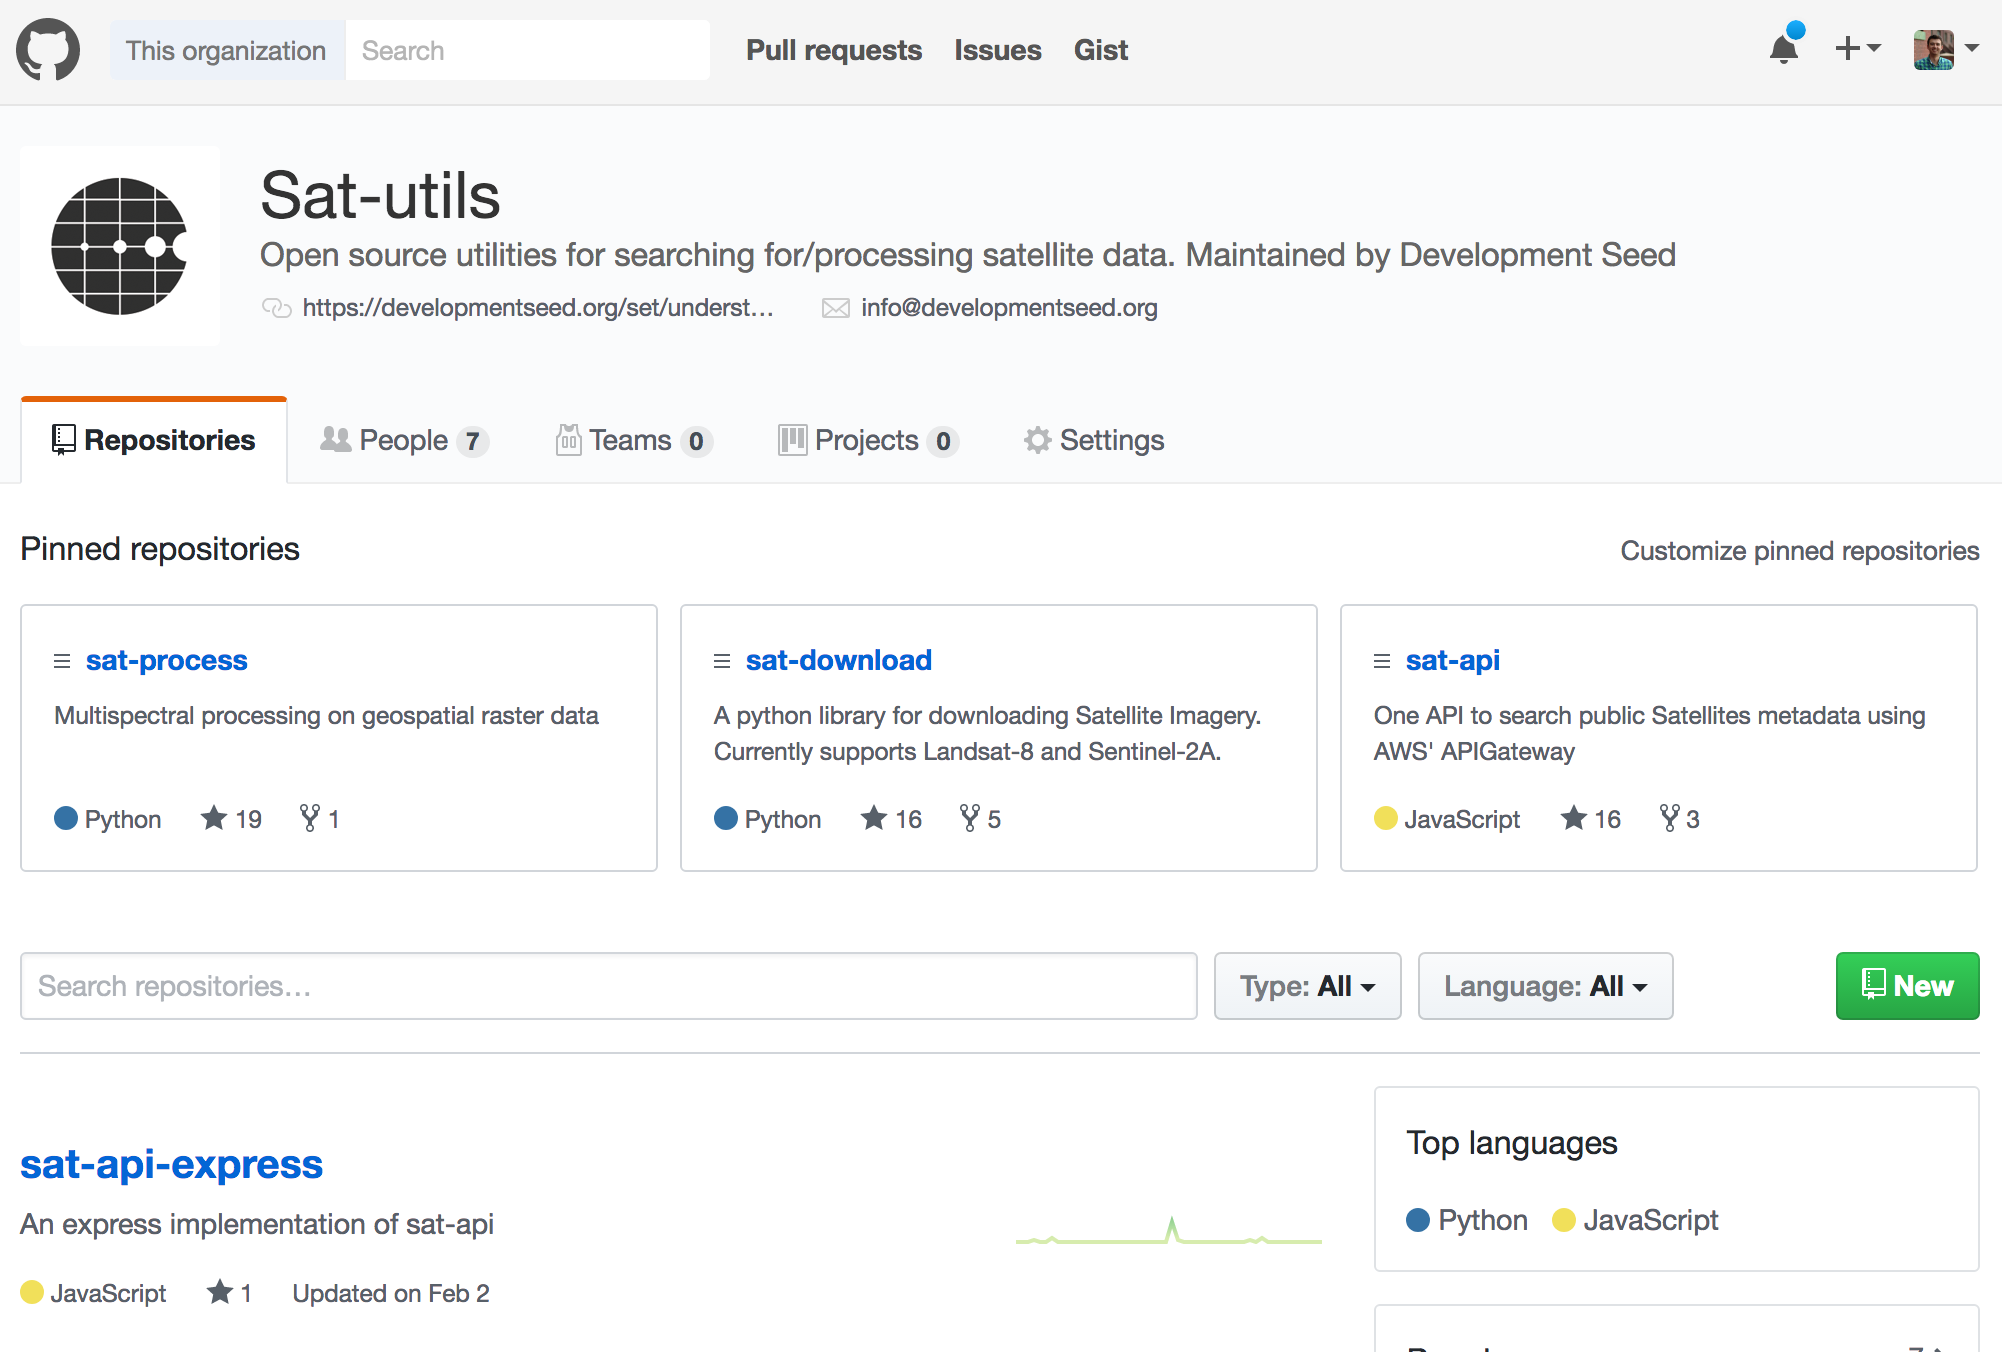 This organization Search Pull requests Issues Gist
Sat-utils
Open source utilities for searching for/processing satellite data. Maintained by Development Seed
https://developmentseed.org/set/underst… info@developmentseed.org
Repositories People 7 Teams 0 Projects 0 Settings
Pinned repositories Customize pinned repositories
sat-process
Multispectral processing on geospatial raster data
Python 19 1
sat-download
A python library for downloading Satellite Imagery.
Currently supports Landsat-8 and Sentinel-2A.
Python 16 5
sat-api
One API to search public Satellites metadata using
AWS' APIGateway
JavaScript 16 3
Search repositories… Type: All Language: All New
sat-api-express
An express implementation of sat-api
JavaScript 1 Updated on Feb 2
Top languages
Python JavaScript